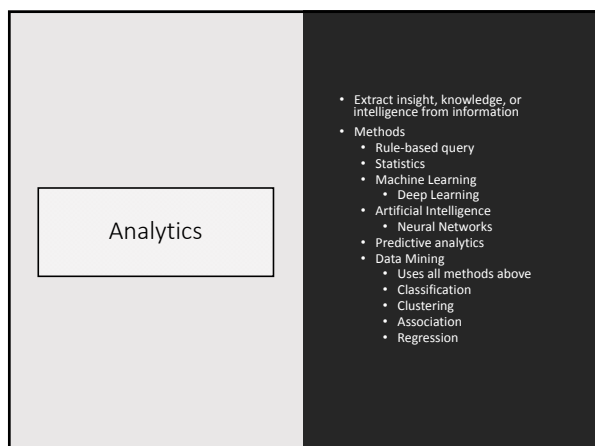 Analytics
• Extract insight, knowledge, or
intelligence from information
• Methods
• Rule-based query
• Statistics
• Machine Learning
• Deep Learning
• Artificial Intelligence
• Neural Networks
• Predictive analytics
• Data Mining
• Uses all methods above
• Classification
• Clustering
• Association
• Regression